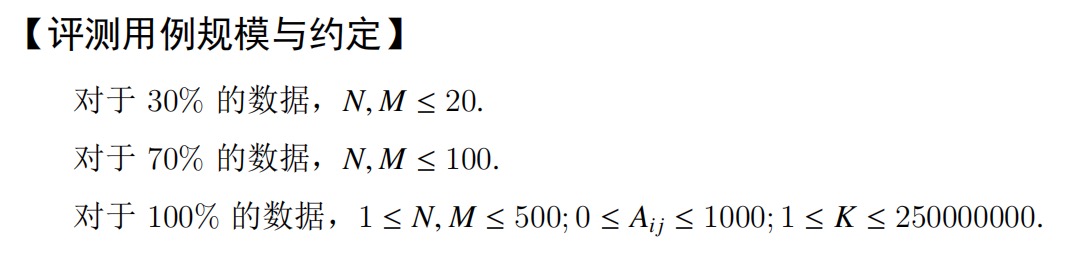 【评测用例规模与约定】
对于 30% 的数据，N, M ≤ 20.
对于 70% 的数据，N, M ≤ 100.
对于 100% 的数据，1 ≤ N, M ≤ 500; 0 ≤ A_{ij} ≤ 1000; 1 ≤ K ≤ 250000000.